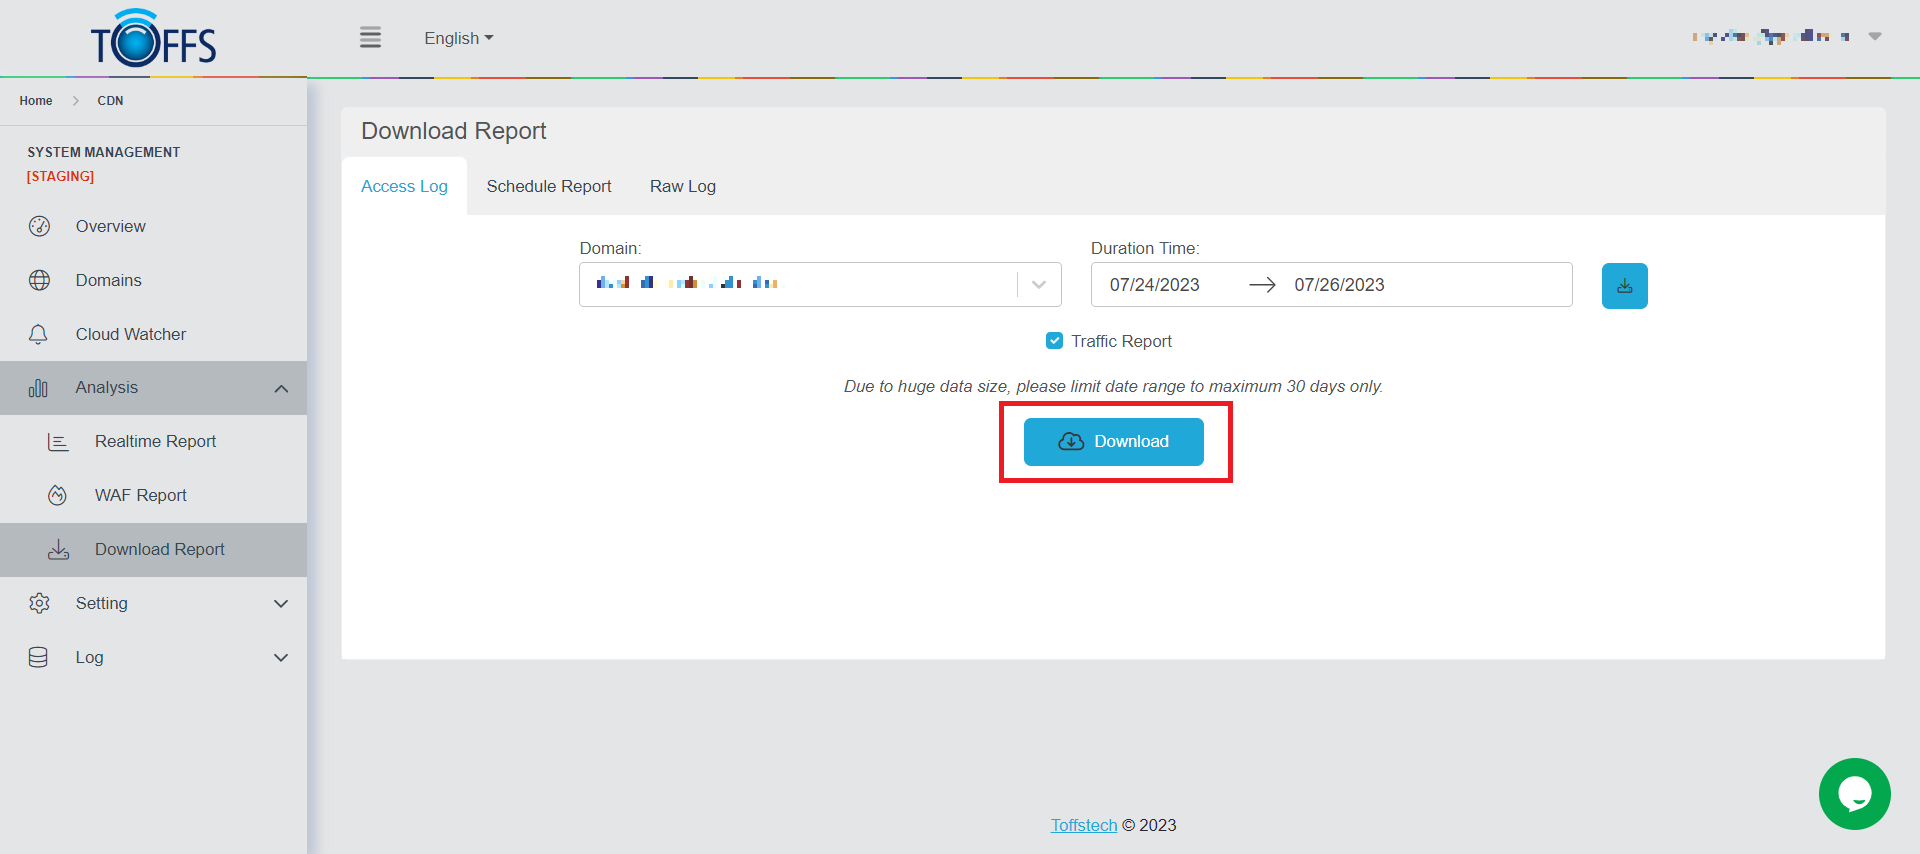 TOFFS
English
Home > CDN
SYSTEM MANAGEMENT
[STAGING]
Overview
Domains
Cloud Watcher
Analysis
Realtime Report
WAF Report
Download Report
Setting
Log
Download Report
Access Log Schedule Report Raw Log
Domain: Duration Time:
07/24/2023 07/26/2023
Traffic Report
Due to huge data size, please limit date range to maximum 30 days only.
Download
Toffstech © 2023